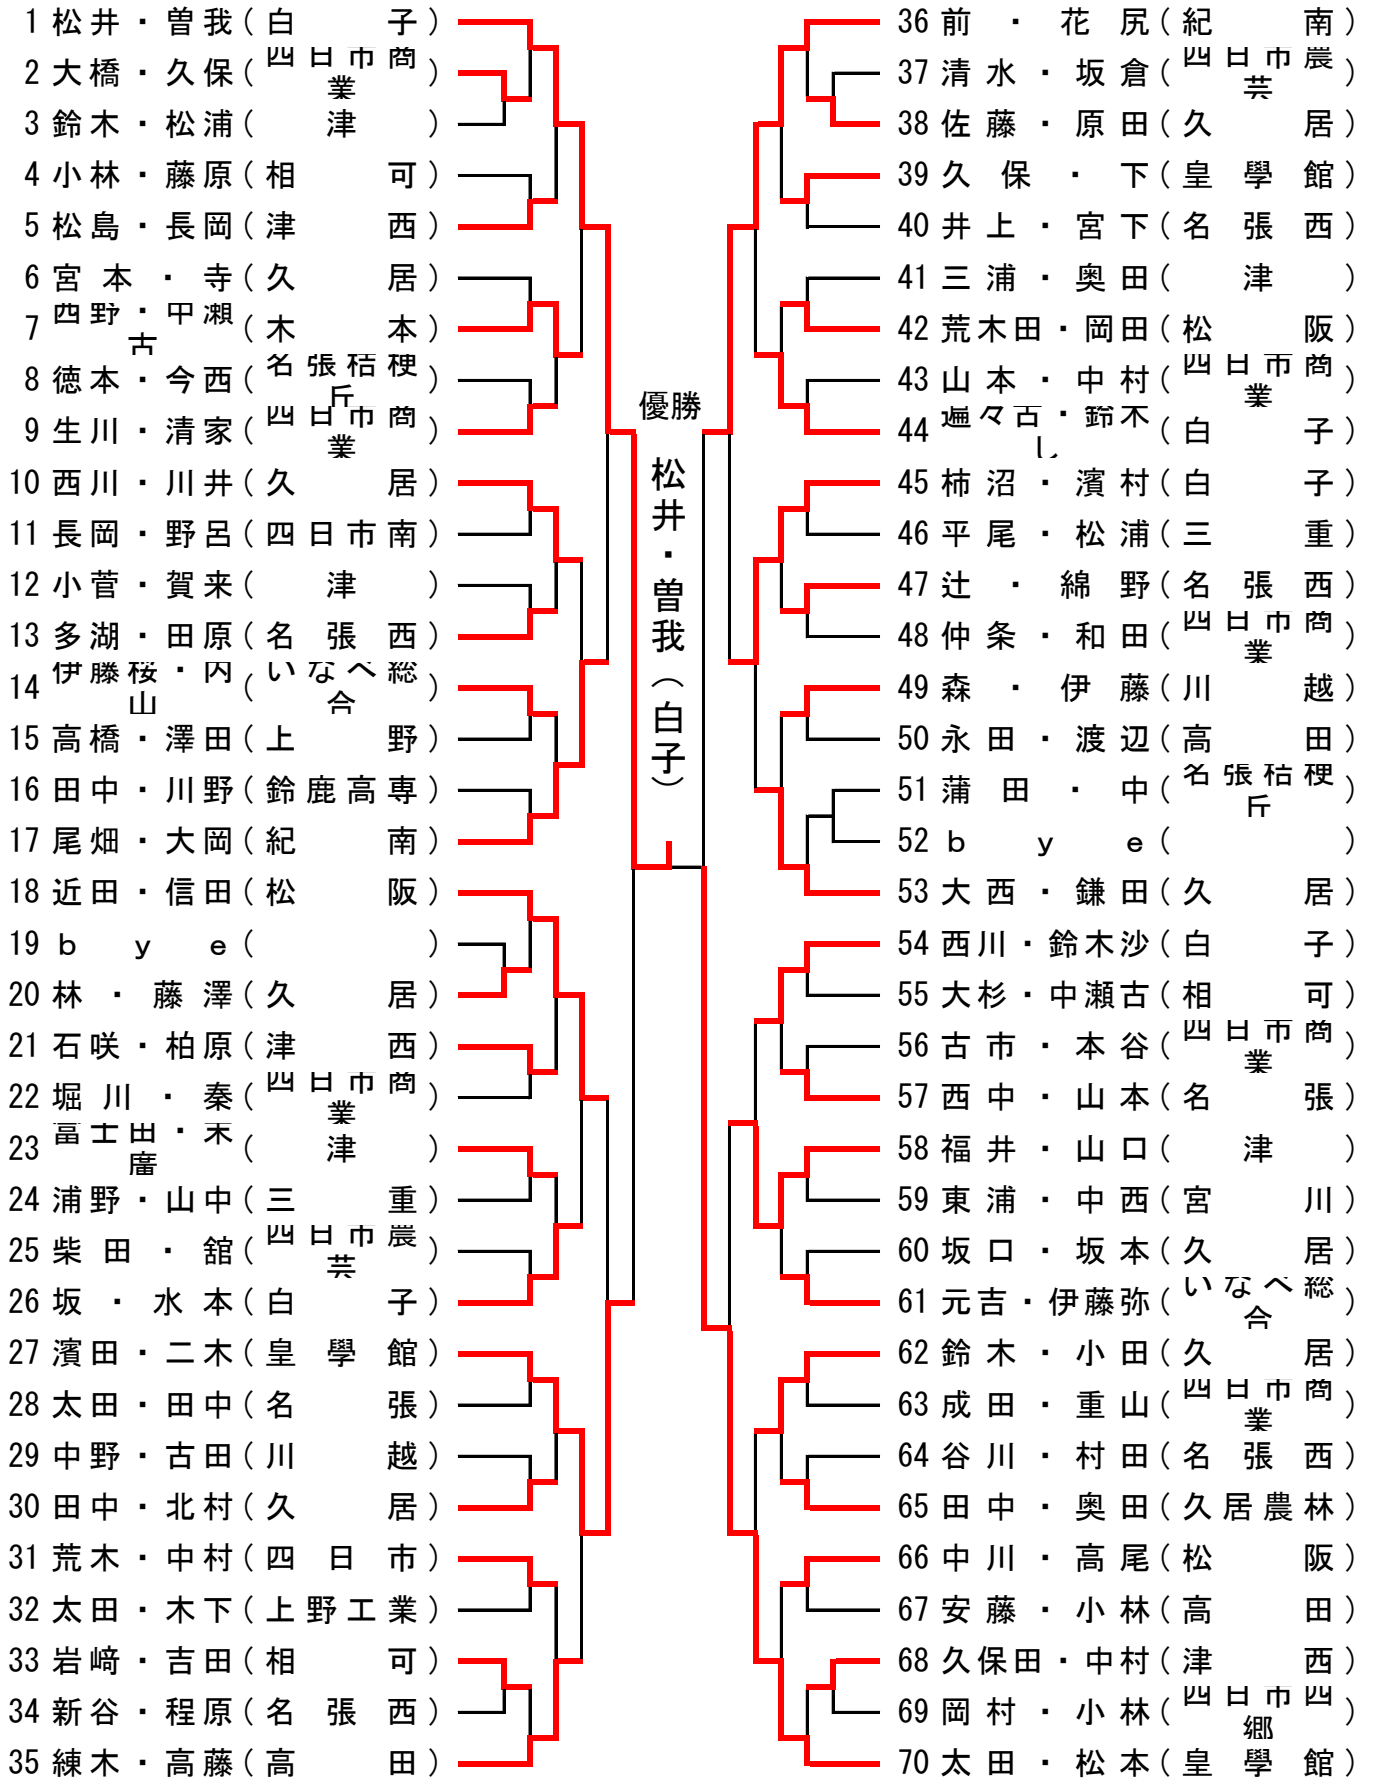 1 松井・曽我(白子)
2 大橋・久保(四日市商業)
3 鈴木・松浦(津)
4 小林・藤原(相可)
5 松島・長岡(津西)
6 宮本・寺(久居)
7 西野・中瀬古(木本)
8 徳本・今西(名張桔梗丘)
9 生川・清家(四日市商業)
10 西川・川井(久居)
11 長岡・野呂(四日市南)
12 小菅・賀来(津)
13 多湖・田原(名張西)
14 伊藤桜・内山(いなべ総合)
15 高橋・澤田(上野)
16 田中・川野(鈴鹿高専)
17 尾畑・大岡(紀南)
18 近田・信田(松阪)
19 bye()
20 林・藤澤(久居)
21 石咲・柏原(津西)
22 堀川・秦(四日市商業)
23 冨士田・末廣(津)
24 浦野・山中(三重)
25 柴田・舘(四日市農芸)
26 坂・水本(白子)
27 濱田・二木(皇學館)
28 太田・田中(名張)
29 中野・古田(川越)
30 田中・北村(久居)
31 荒木・中村(四日市)
32 太田・木下(上野工業)
33 岩﨑・吉田(相可)
34 新谷・程原(名張西)
35 練木・高藤(高田)
優勝
松井・曽我(白子)
36 前・花尻(紀南)
37 清水・坂倉(四日市農芸)
38 佐藤・原田(久居)
39 久保・下(皇學館)
40 井上・宮下(名張西)
41 三浦・奥田(津)
42 荒木田・岡田(松阪)
43 山本・中村(四日市商業)
44 遍々古・鈴木し(白子)
45 柿沼・濱村(白子)
46 平尾・松浦(三重)
47 辻・綿野(名張西)
48 仲条・和田(四日市商業)
49 森・伊藤(川越)
50 永田・渡辺(高田)
51 蒲田・中(名張桔梗丘)
52 bye()
53 大西・鎌田(久居)
54 西川・鈴木沙(白子)
55 大杉・中瀬古(相可)
56 古市・本谷(四日市商業)
57 西中・山本(名張)
58 福井・山口(津)
59 東浦・中西(宮川)
60 坂口・坂本(久居)
61 元吉・伊藤弥(いなべ総合)
62 鈴木・小田(久居)
63 成田・重山(四日市商業)
64 谷川・村田(名張西)
65 田中・奥田(久居農林)
66 中川・高尾(松阪)
67 安藤・小林(高田)
68 久保田・中村(津西)
69 岡村・小林(四日市四郷)
70 太田・松本(皇學館)